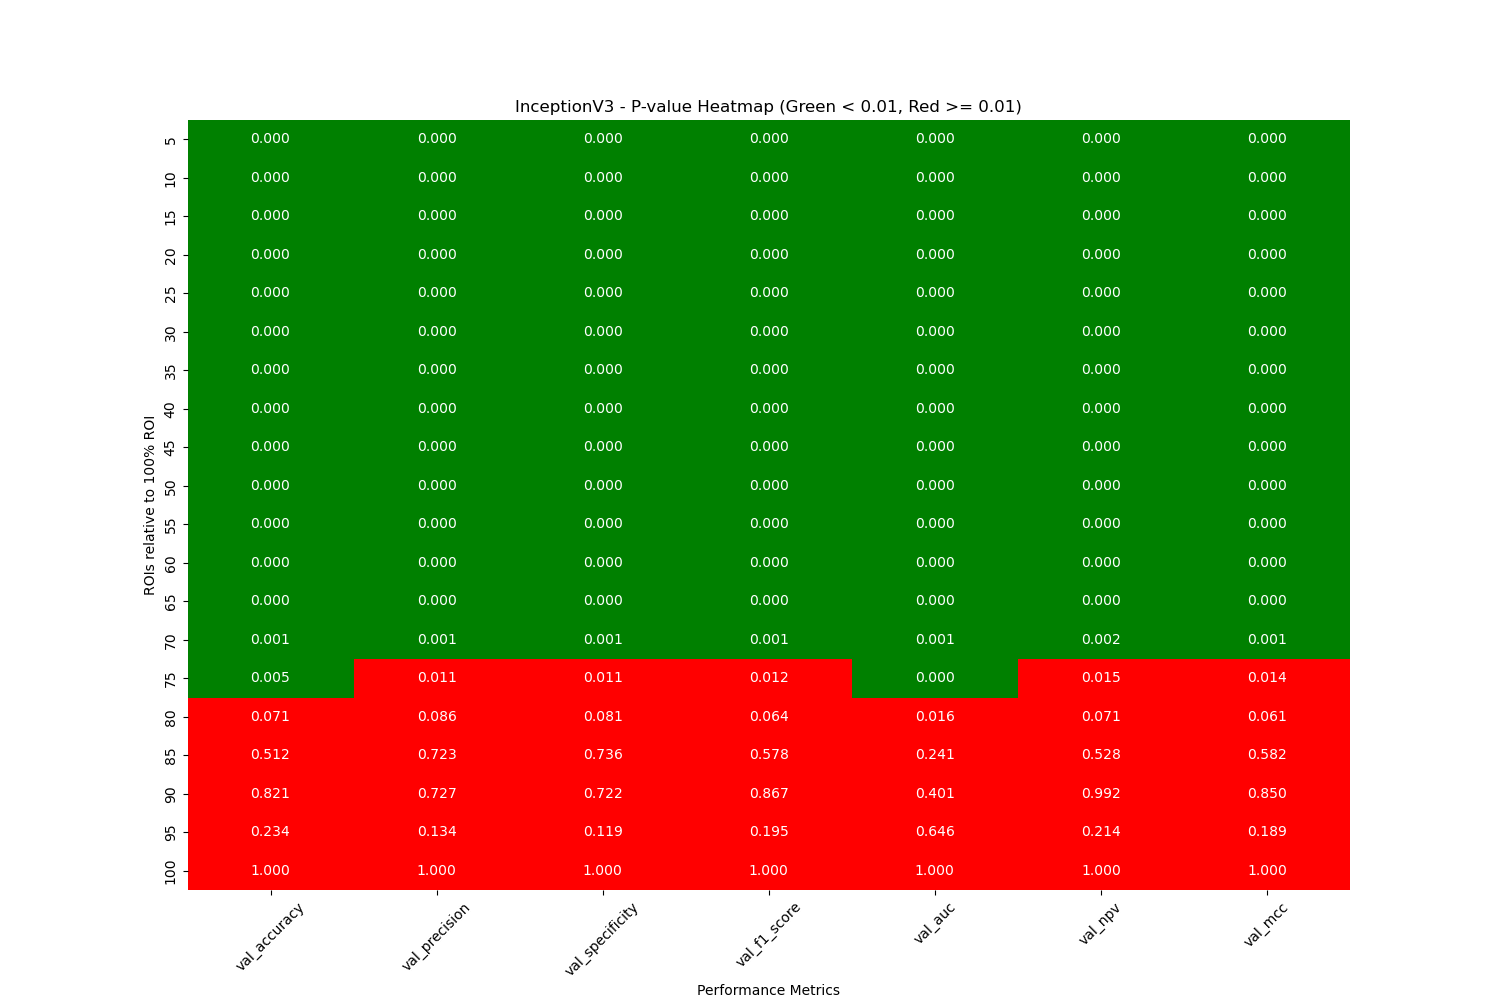 InceptionV3 - P-value Heatmap (Green < 0.01, Red >= 0.01)
ROIs relative to 100% ROI
5 0.000 0.000 0.000 0.000 0.000 0.000 0.000
10 0.000 0.000 0.000 0.000 0.000 0.000 0.000
15 0.000 0.000 0.000 0.000 0.000 0.000 0.000
20 0.000 0.000 0.000 0.000 0.000 0.000 0.000
25 0.000 0.000 0.000 0.000 0.000 0.000 0.000
30 0.000 0.000 0.000 0.000 0.000 0.000 0.000
35 0.000 0.000 0.000 0.000 0.000 0.000 0.000
40 0.000 0.000 0.000 0.000 0.000 0.000 0.000
45 0.000 0.000 0.000 0.000 0.000 0.000 0.000
50 0.000 0.000 0.000 0.000 0.000 0.000 0.000
55 0.000 0.000 0.000 0.000 0.000 0.000 0.000
60 0.000 0.000 0.000 0.000 0.000 0.000 0.000
65 0.000 0.000 0.000 0.000 0.000 0.000 0.000
70 0.001 0.001 0.001 0.001 0.001 0.002 0.001
75 0.005 0.011 0.011 0.012 0.000 0.015 0.014
80 0.071 0.086 0.081 0.064 0.016 0.071 0.061
85 0.512 0.723 0.736 0.578 0.241 0.528 0.582
90 0.821 0.727 0.722 0.867 0.401 0.992 0.850
95 0.234 0.134 0.119 0.195 0.646 0.214 0.189
100 1.000 1.000 1.000 1.000 1.000 1.000 1.000
val_accuracy val_precision val_specificity val_f1_score val_auc val_npv val_mcc
Performance Metrics